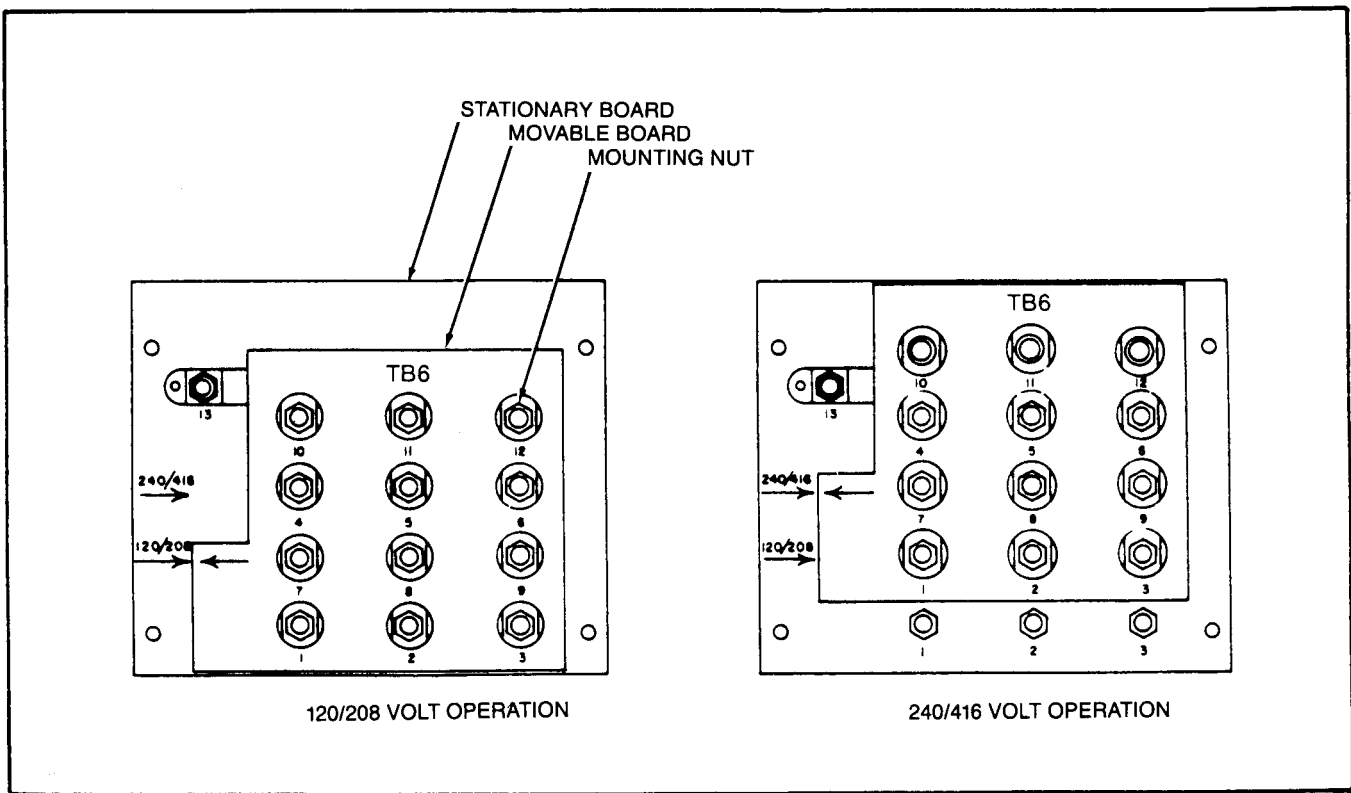 STATIONARY BOARD
MOVABLE BOARD
MOUNTING NUT
TB6
13
10 11 12
240/416
4 5 6
120/208
7 8 9
1 2 3
120/208 VOLT OPERATION
TB6
10 11 12
13
4 5 6
240/416
7 8 9
120/208
1 2 3
1 2 3
240/416 VOLT OPERATION